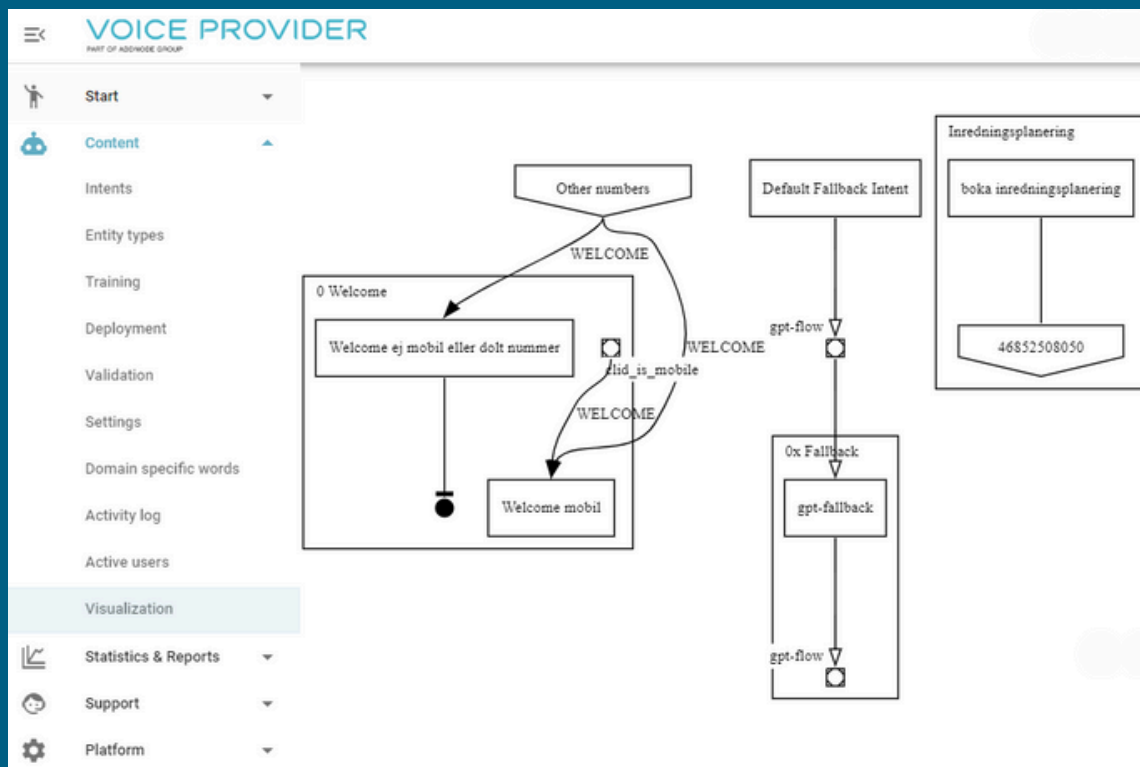 VOICE PROVIDER
PART OF ADDNODE GROUP
Start
Content
Intents
Entity types
Training
Deployment
Validation
Settings
Domain specific words
Activity log
Active users
Visualization
Statistics & Reports
Support
Platform
Other numbers
WELCOME
0 Welcome
Welcome ej mobil eller dolt nummer
WELCOME
clid_is_mobile
WELCOME
Welcome mobil
Default Fallback Intent
gpt-flow
0x Fallback
gpt-fallback
gpt-flow
Inredningsplanering
boka inredningsplanering
46852508050